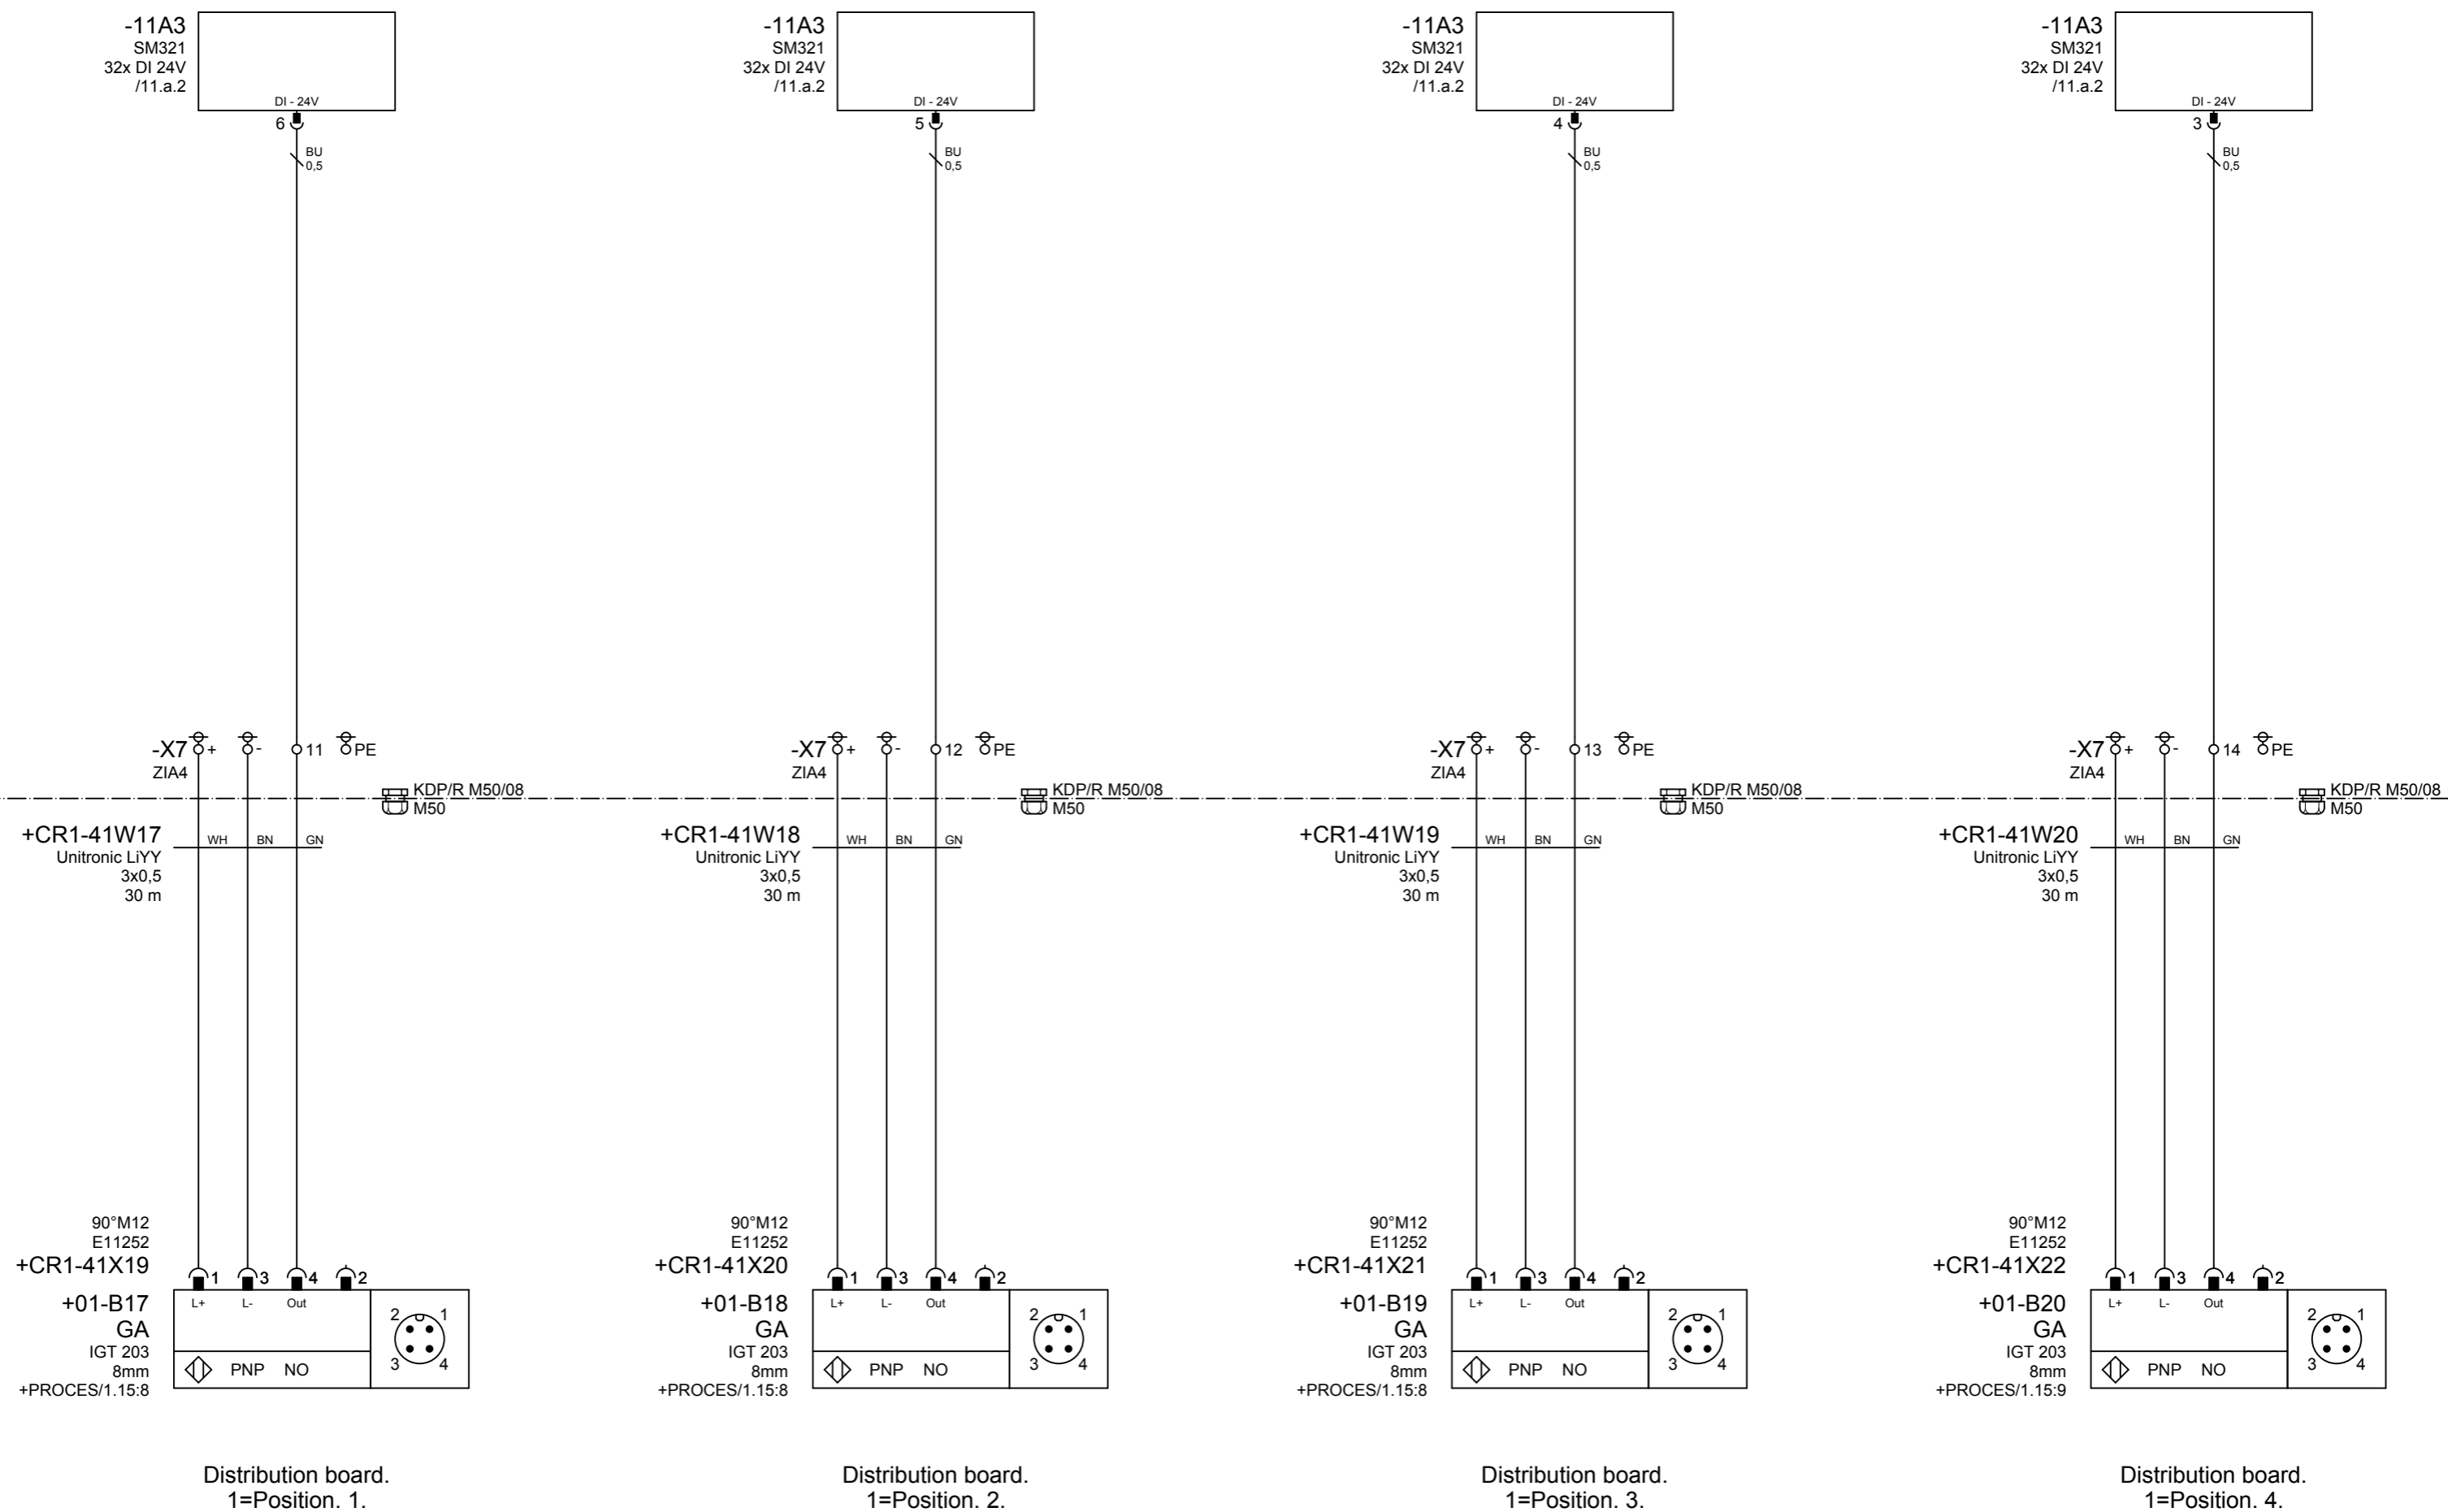 -11A3
SM321
32x DI 24V
/11.a.2
DI - 24V
6
BU
0,5
-X7
+
-
11
PE
ZIA4
KDP/R M50/08
M50
+CR1-41W17
WH
BN
GN
Unitronic LiYY
3x0,5
30 m
90°M12
E11252
+CR1-41X19
1
3
4
2
+01-B17
L+
L-
Out
GA
IGT 203
8mm
+PROCES/1.15:8
PNP NO
2 1
3 4
Distribution board.
1=Position. 1.
-11A3
SM321
32x DI 24V
/11.a.2
DI - 24V
5
BU
0,5
-X7
+
-
12
PE
ZIA4
KDP/R M50/08
M50
+CR1-41W18
WH
BN
GN
Unitronic LiYY
3x0,5
30 m
90°M12
E11252
+CR1-41X20
1
3
4
2
+01-B18
L+
L-
Out
GA
IGT 203
8mm
+PROCES/1.15:8
PNP NO
2 1
3 4
Distribution board.
1=Position. 2.
-11A3
SM321
32x DI 24V
/11.a.2
DI - 24V
4
BU
0,5
-X7
+
-
13
PE
ZIA4
KDP/R M50/08
M50
+CR1-41W19
WH
BN
GN
Unitronic LiYY
3x0,5
30 m
90°M12
E11252
+CR1-41X21
1
3
4
2
+01-B19
L+
L-
Out
GA
IGT 203
8mm
+PROCES/1.15:8
PNP NO
2 1
3 4
Distribution board.
1=Position. 3.
-11A3
SM321
32x DI 24V
/11.a.2
DI - 24V
3
BU
0,5
-X7
+
-
14
PE
ZIA4
KDP/R M50/08
M50
+CR1-41W20
WH
BN
GN
Unitronic LiYY
3x0,5
30 m
90°M12
E11252
+CR1-41X22
1
3
4
2
+01-B20
L+
L-
Out
GA
IGT 203
8mm
+PROCES/1.15:9
PNP NO
2 1
3 4
Distribution board.
1=Position. 4.